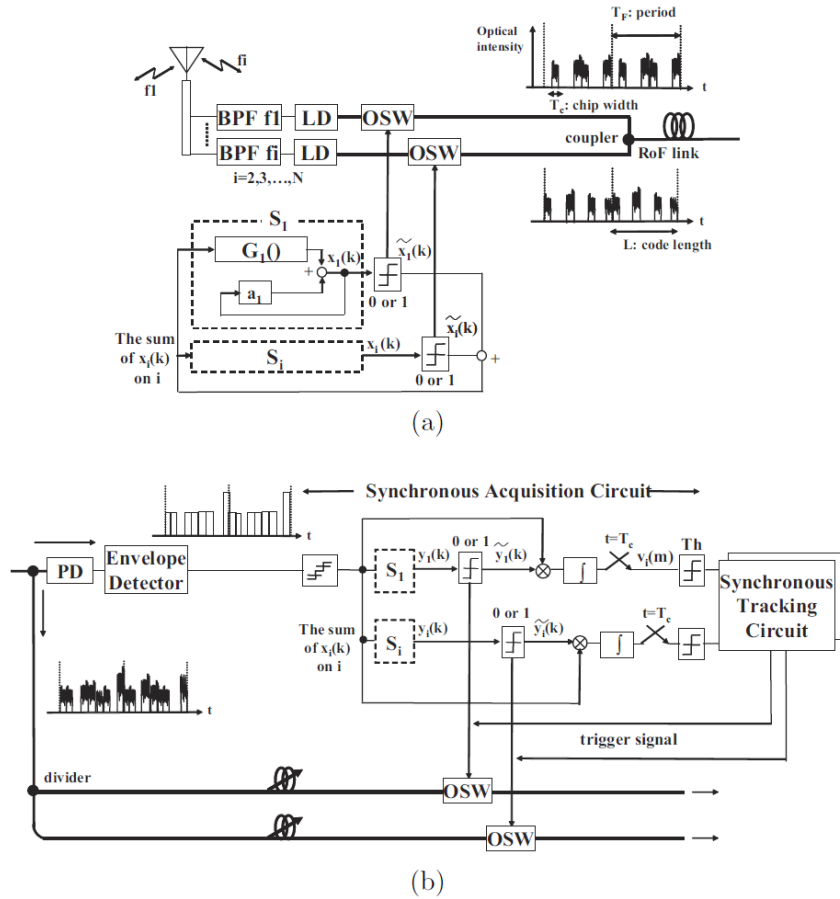 T_F: period
Optical
intensity
f1
fi
t
T_c: chip width
BPF f1
LD
OSW
coupler
RoF link
BPF fi
LD
OSW
i=2,3,…,N
S_1
G_1()
x_1(k)
x̃_1(k)
t
L: code length
+
a_1
0 or 1
x̃_i(k)
The sum
of x_i(k)
on i
S_i
x_i(k)
+
0 or 1
(a)
Synchronous Acquisition Circuit
t
PD
Envelope
Detector
0 or 1
t=T_c
Th
S_1
y_1(k)
ỹ_1(k)
∫
v_i(m)
Synchronous
Tracking
Circuit
0 or 1
t=T_c
The sum
of x_i(k)
on i
S_i
y_i(k)
ỹ_i(k)
∫
t
trigger signal
divider
OSW
OSW
(b)